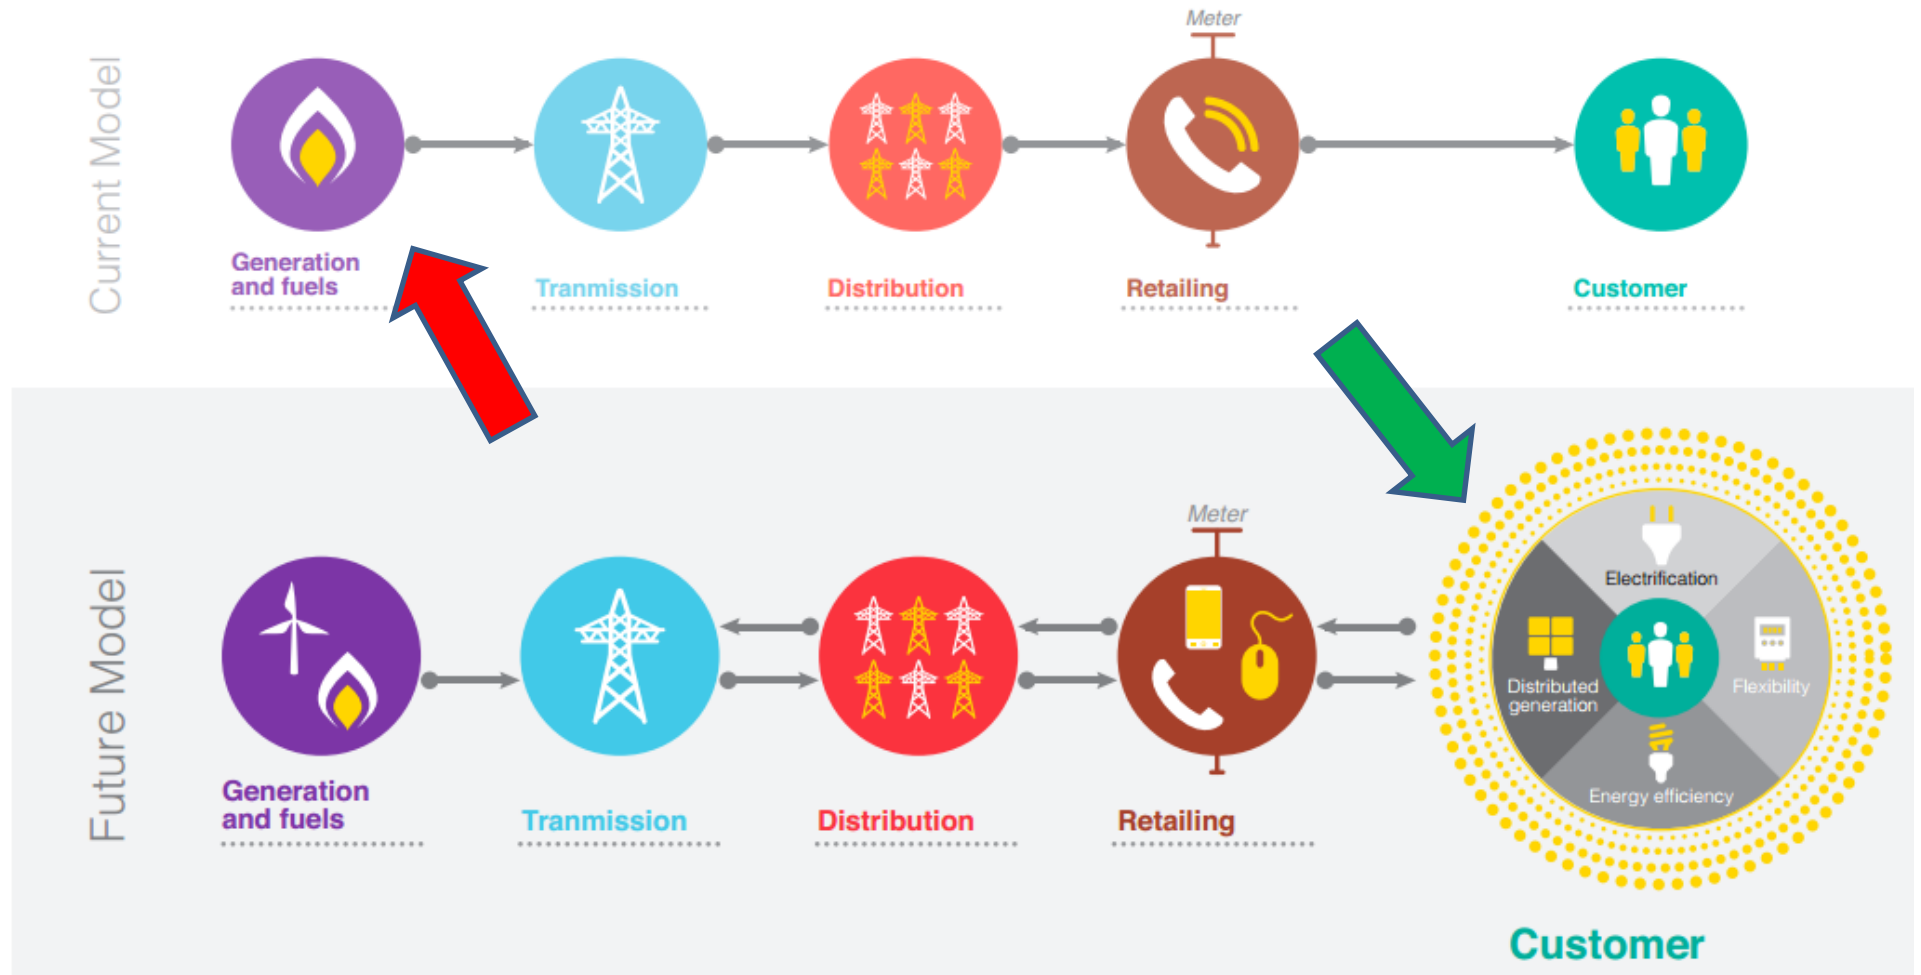 Current Model
Meter
Generation
and fuels
Tranmission
Distribution
Retailing
Customer
Future Model
Meter
Generation
and fuels
Tranmission
Distribution
Retailing
Electrification
Distributed
generation
Flexibility
Energy efficiency
Customer